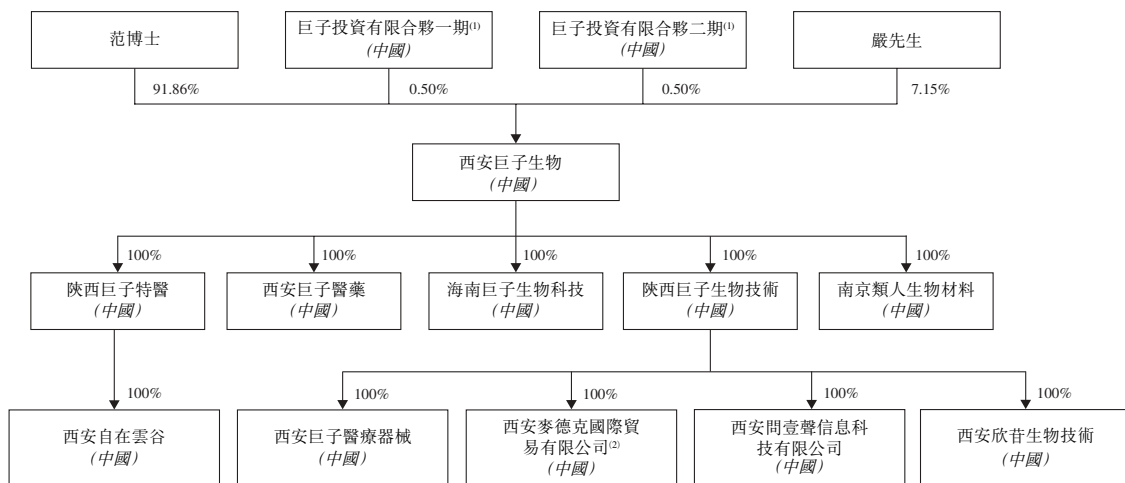 范博士
巨子投資有限合夥一期(1)
(中國)
巨子投資有限合夥二期(1)
(中國)
嚴先生
91.86%
0.50%
0.50%
7.15%
西安巨子生物
(中國)
100%
100%
100%
100%
100%
陝西巨子特醫
(中國)
西安巨子醫藥
(中國)
海南巨子生物科技
(中國)
陝西巨子生物技術
(中國)
南京類人生物材料
(中國)
100%
100%
100%
100%
100%
西安自在雲谷
(中國)
西安巨子醫療器械
(中國)
西安麥德克國際貿
易有限公司(2)
(中國)
西安問壹聲信息科
技有限公司
(中國)
西安欣苷生物技術
(中國)